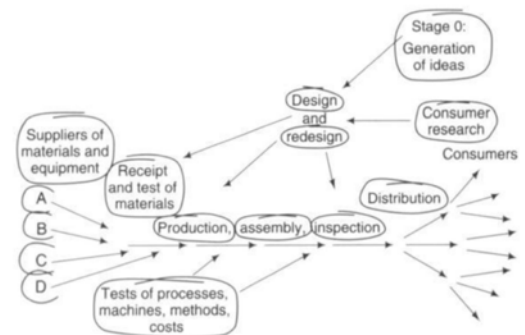 Stage 0:
Generation
of ideas
Design
and
redesign
Consumer
research
Consumers
Suppliers of
materials and
equipment
Receipt
and test of
materials
Distribution
A
B
C
D
Production, assembly, inspection
Tests of processes,
machines, methods,
costs